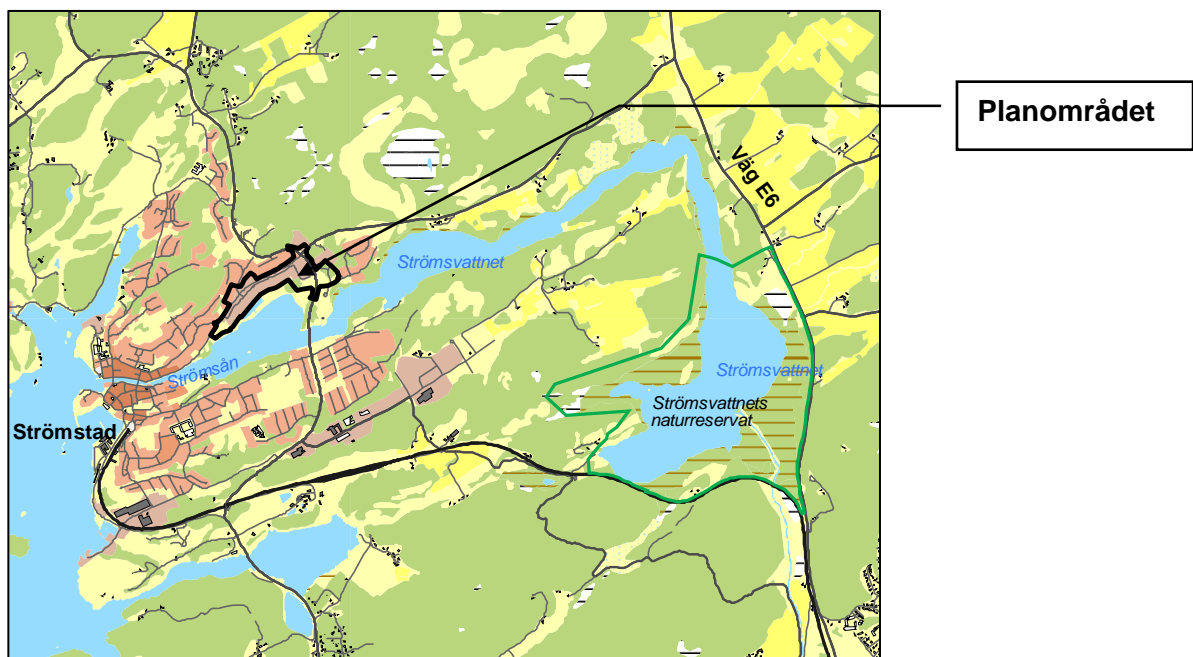 Planområdet
Väg E6
Strömsvattnet
Strömsån
Strömsvattnet
Strömsvattnets
naturreservat
Strömstad